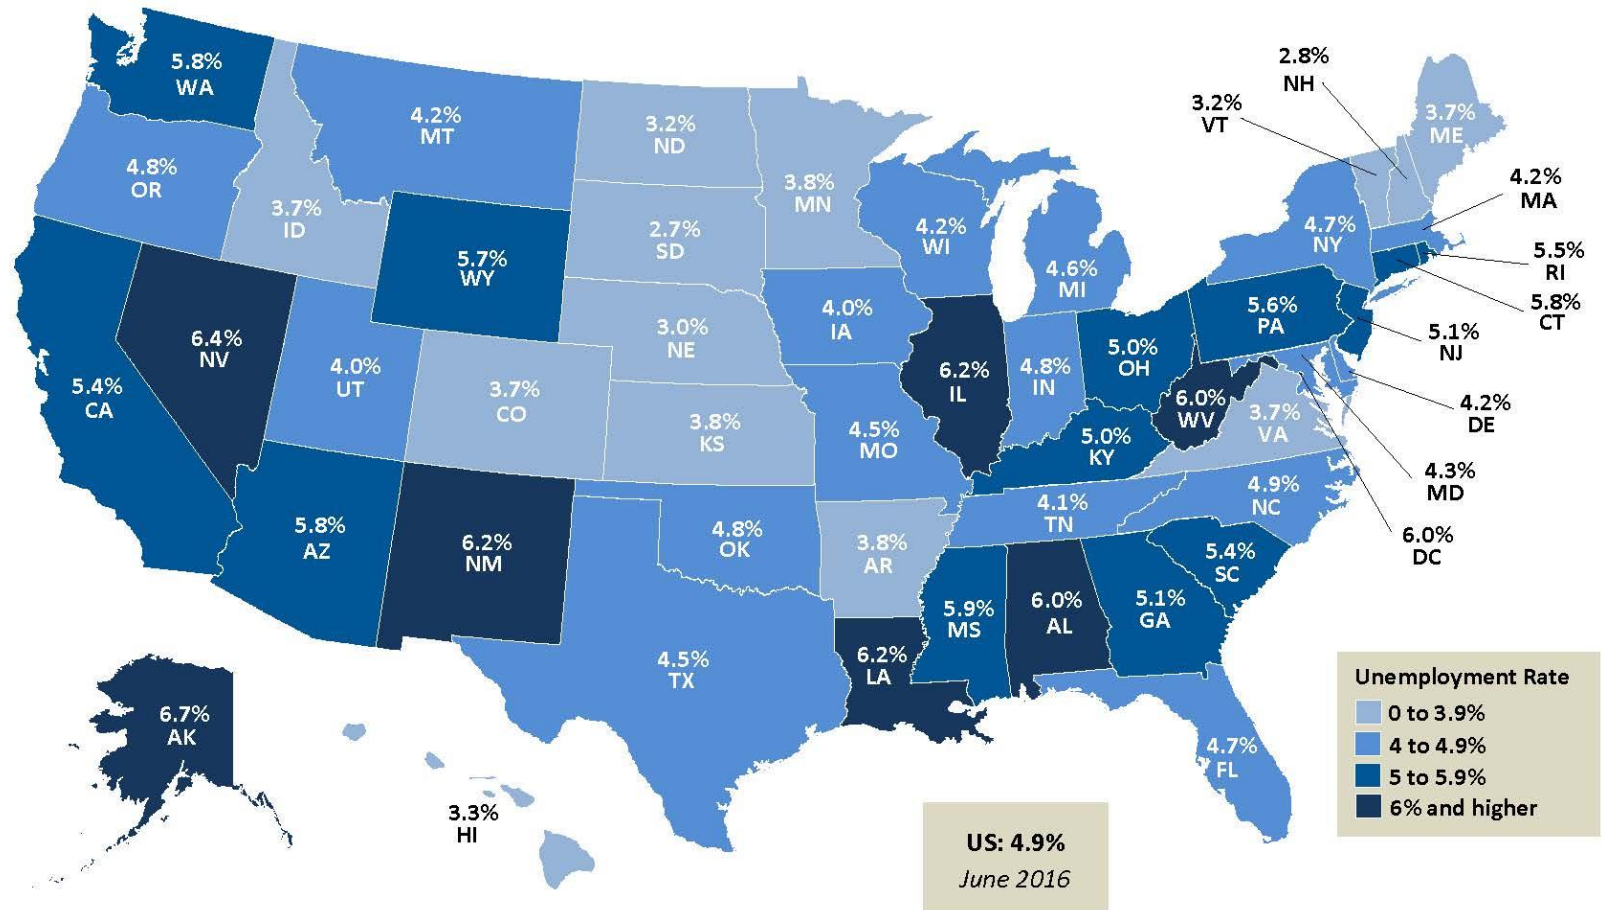 5.8%
WA
4.8%
OR
5.4%
CA
6.4%
NV
3.7%
ID
4.2%
MT
5.7%
WY
4.0%
UT
5.8%
AZ
6.2%
NM
3.7%
CO
3.2%
ND
2.7%
SD
3.0%
NE
3.8%
KS
4.8%
OK
4.5%
TX
3.8%
MN
4.0%
IA
4.5%
MO
3.8%
AR
6.2%
LA
4.2%
WI
6.2%
IL
4.6%
MI
4.8%
IN
5.0%
OH
5.0%
KY
4.1%
TN
5.9%
MS
6.0%
AL
5.1%
GA
4.7%
FL
5.4%
SC
4.9%
NC
3.7%
VA
6.0%
WV
5.6%
PA
4.7%
NY
3.2%
VT
2.8%
NH
3.7%
ME
4.2%
MA
5.5%
RI
5.8%
CT
5.1%
NJ
4.2%
DE
4.3%
MD
6.0%
DC
6.7%
AK
3.3%
HI
Unemployment Rate
0 to 3.9%
4 to 4.9%
5 to 5.9%
6% and higher
US: 4.9%
June 2016